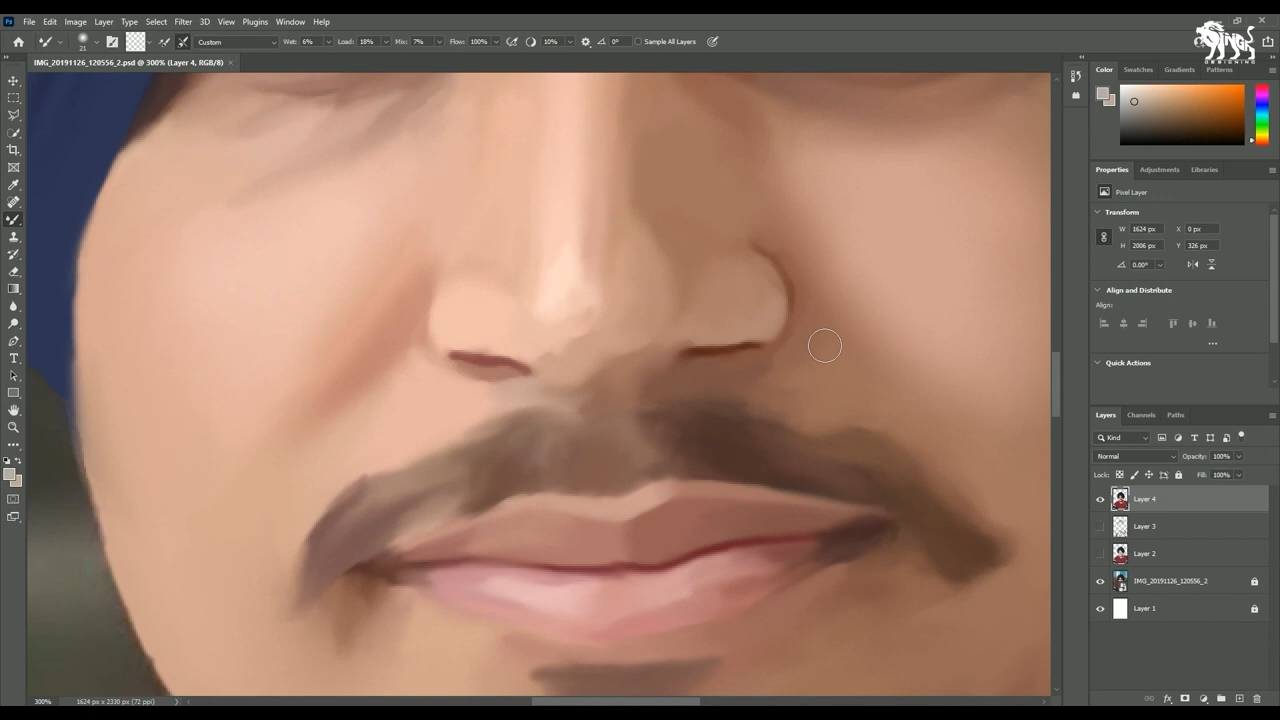 Ps File Edit Image Layer Type Select Filter 3D View Plugins Window Help
21 Custom Wet: 6% Load: 18% Mix: 7% Flow: 100% 10% 0° Sample All Layers
SINGH
DESIGNING
IMG_20191126_120556_2.psd @ 300% (Layer 4, RGB/8) ×
Color Swatches Gradients Patterns
Properties Adjustments Libraries
Pixel Layer
Transform
W 1624 px X 0 px
H 2006 px Y 326 px
0.00°
Align and Distribute
Align:
Quick Actions
Layers Channels Paths
Kind
Normal Opacity: 100%
Lock: Fill: 100%
Layer 4
Layer 3
Layer 2
IMG_20191126_120556_2
Layer 1
300% 1624 px x 2330 px (72 ppi)